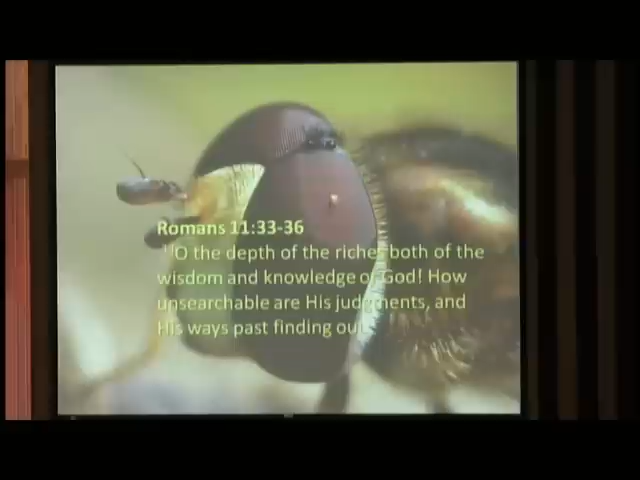 Romans 11:33-36
O the depth of the riches both of the
wisdom and knowledge of God! How
unsearchable are His judgments, and
His ways past finding out